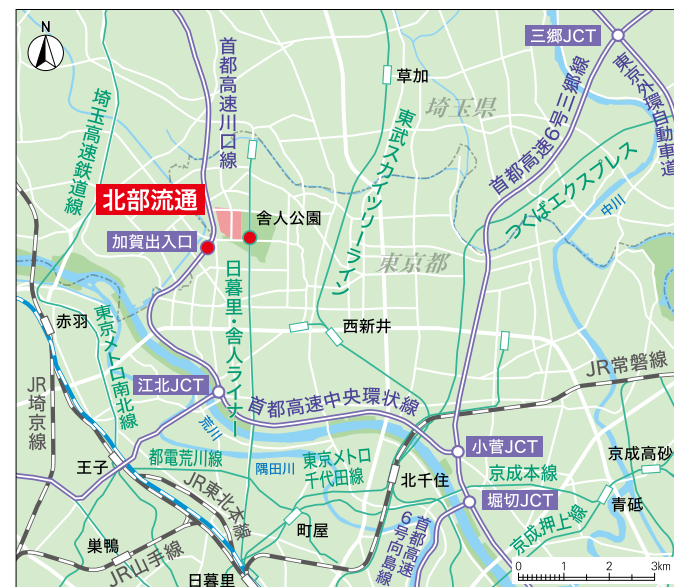 N
三郷JCT
首都高速川口線
草加
埼玉県
東京外環自動車道
埼玉高速鉄道線
東武スカイツリーライン
首都高速6号三郷線
つくばエクスプレス
中川
北部流通
舎人公園
加賀出入口
東京都
日暮里・舎人ライナー
赤羽
東京メトロ南北線
西新井
JR常磐線
JR
埼京線
江北JCT
首都高速中央環状線
荒川
小菅JCT
京成高砂
王子
都電荒川線
隅田川
東京メトロ
千代田線
北千住
京成本線
堀切JCT
青砥
JR東北本線
町屋
首都高速
6号向島線
京成押上線
巣鴨
JR山手線
日暮里
0
1
2
3km